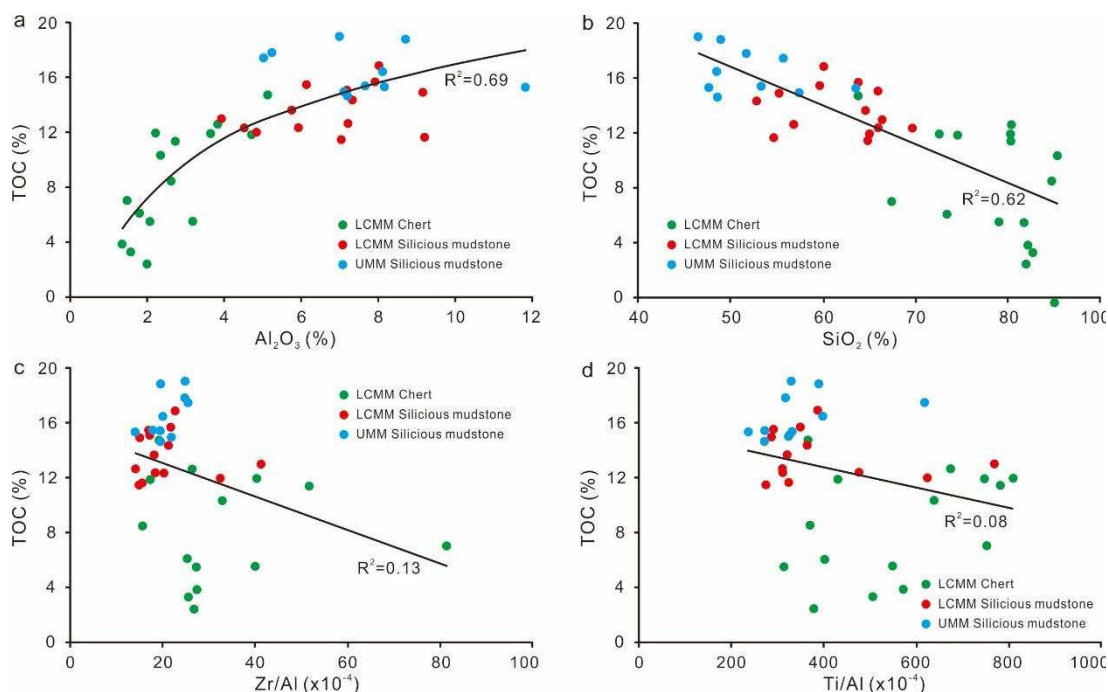 a
20
16
12
8
4
0
TOC (%)
R²=0.69
LCMM Chert
LCMM Silicious mudstone
UMM Silicious mudstone
0 2 4 6 8 10 12
Al₂O₃ (%)
b
20
16
12
8
4
0
TOC (%)
R²=0.62
LCMM Chert
LCMM Silicious mudstone
UMM Silicious mudstone
40 50 60 70 80 90 100
SiO₂ (%)
c
20
16
12
8
4
0
TOC (%)
LCMM Chert
LCMM Silicious mudstone
UMM Silicious mudstone
R²=0.13
0 20 40 60 80 100
Zr/Al (x10⁻⁴)
d
20
16
12
8
4
0
TOC (%)
R²=0.08
LCMM Chert
LCMM Silicious mudstone
UMM Silicious mudstone
0 200 400 600 800 1000
Ti/Al (x10⁻⁴)